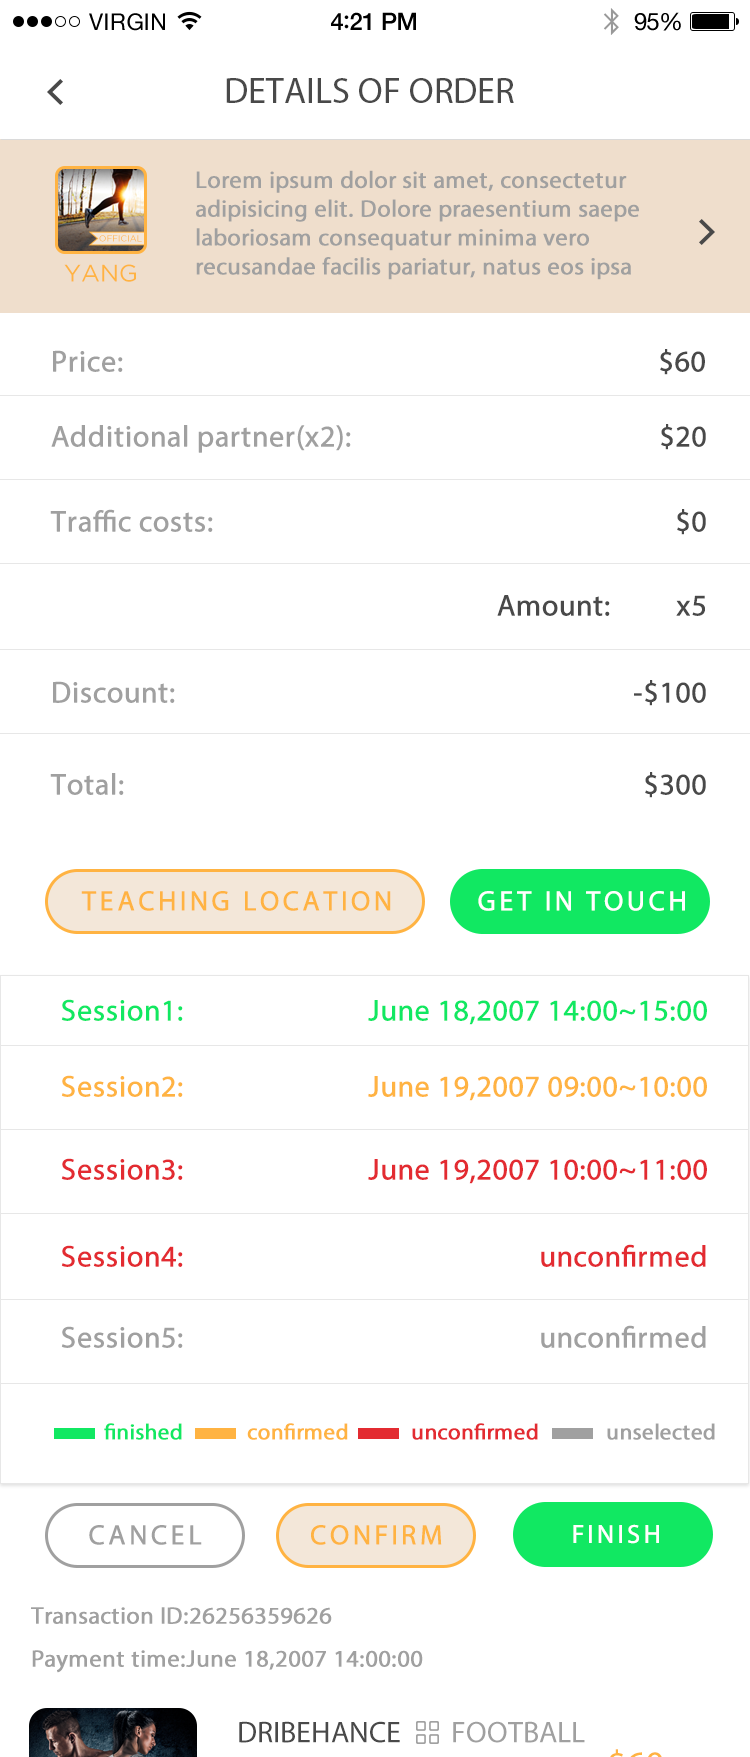 VIRGIN 4:21 PM 95%
DETAILS OF ORDER
Lorem ipsum dolor sit amet, consectetur
adipisicing elit. Dolore praesentium saepe
laboriosam consequatur minima vero
recusandae facilis pariatur, natus eos ipsa
OFFICIAL
YANG
Price: $60
Additional partner(x2): $20
Traffic costs: $0
Amount: x5
Discount: -$100
Total: $300
TEACHING LOCATION GET IN TOUCH
Session1: June 18,2007 14:00~15:00
Session2: June 19,2007 09:00~10:00
Session3: June 19,2007 10:00~11:00
Session4: unconfirmed
Session5: unconfirmed
finished confirmed unconfirmed unselected
CANCEL CONFIRM FINISH
Transaction ID:26256359626
Payment time:June 18,2007 14:00:00
DRIBEHANCE FOOTBALL